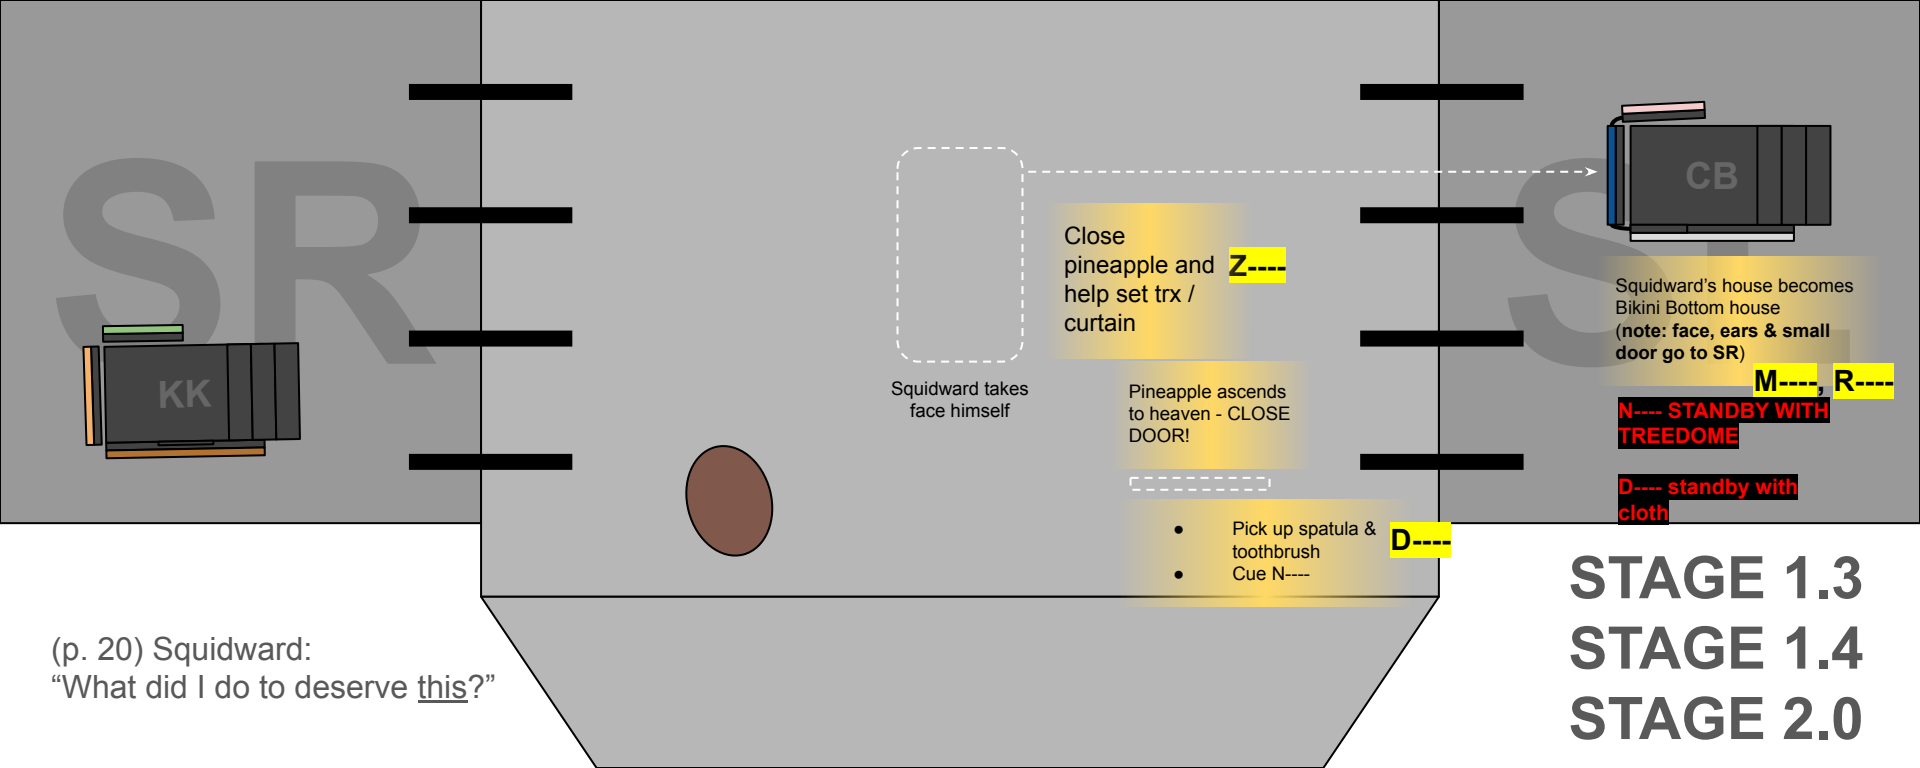 SR
SL
CB
KK
Close
pineapple and
help set trx /
curtain
Z----
Squidward takes
face himself
Pineapple ascends
to heaven - CLOSE
DOOR!
● Pick up spatula &
toothbrush
● Cue N----
D----
Squidward’s house becomes
Bikini Bottom house
(note: face, ears & small
door go to SR)
M----, R----
N---- STANDBY WITH
TREEDOME
D---- standby with
cloth
(p. 20) Squidward:
“What did I do to deserve this?”
STAGE 1.3
STAGE 1.4
STAGE 2.0